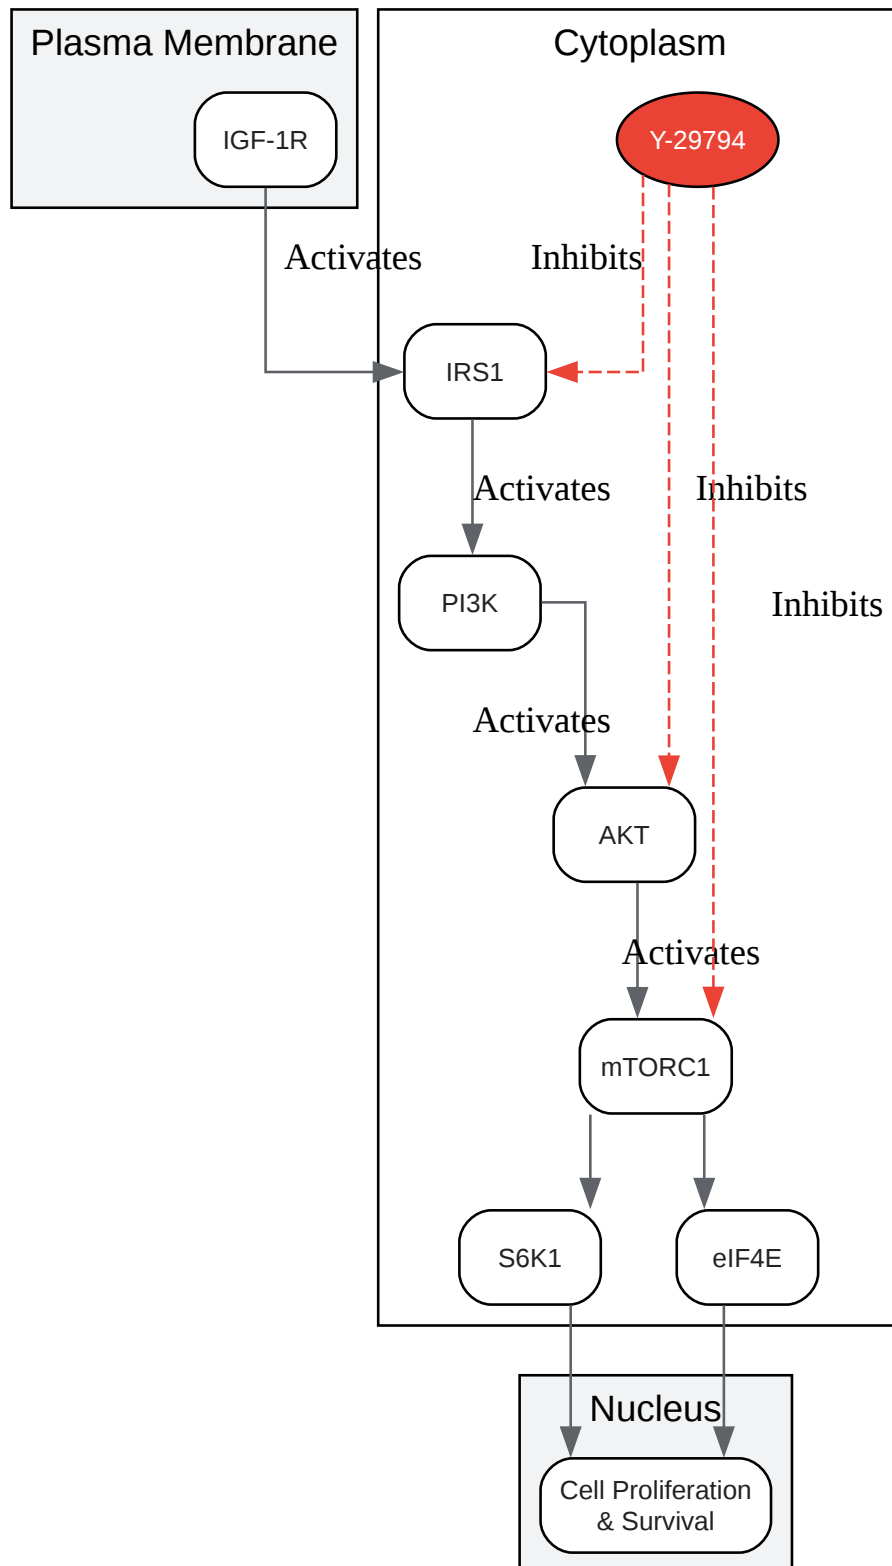 Plasma Membrane
Cytoplasm
IGF-1R
Y-29794
Activates
Inhibits
IRS1
Activates
Inhibits
PI3K
Inhibits
Activates
AKT
Activates
mTORC1
S6K1
eIF4E
Nucleus
Cell Proliferation
& Survival